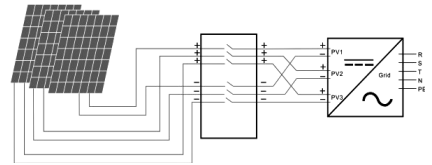 + + +
+ + PV1
+ + + R
PV2 Grid S
− − − T
− − + N
− − PV3 − PE